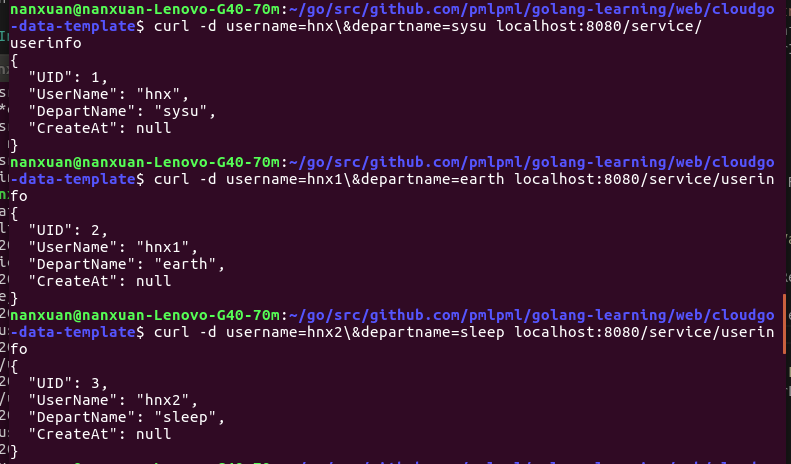 nanxuan@nanxuan-Lenovo-G40-70m:~/go/src/github.com/pmlpml/golang-learning/web/cloudgo
-data-template$ curl -d username=hnx\&departname=sysu localhost:8080/service/
userinfo
{
  "UID": 1,
  "UserName": "hnx",
  "DepartName": "sysu",
  "CreateAt": null
}
nanxuan@nanxuan-Lenovo-G40-70m:~/go/src/github.com/pmlpml/golang-learning/web/cloudgo
-data-template$ curl -d username=hnx1\&departname=earth localhost:8080/service/userin
fo
{
  "UID": 2,
  "UserName": "hnx1",
  "DepartName": "earth",
  "CreateAt": null
}
nanxuan@nanxuan-Lenovo-G40-70m:~/go/src/github.com/pmlpml/golang-learning/web/cloudgo
-data-template$ curl -d username=hnx2\&departname=sleep localhost:8080/service/userin
fo
{
  "UID": 3,
  "UserName": "hnx2",
  "DepartName": "sleep",
  "CreateAt": null
}